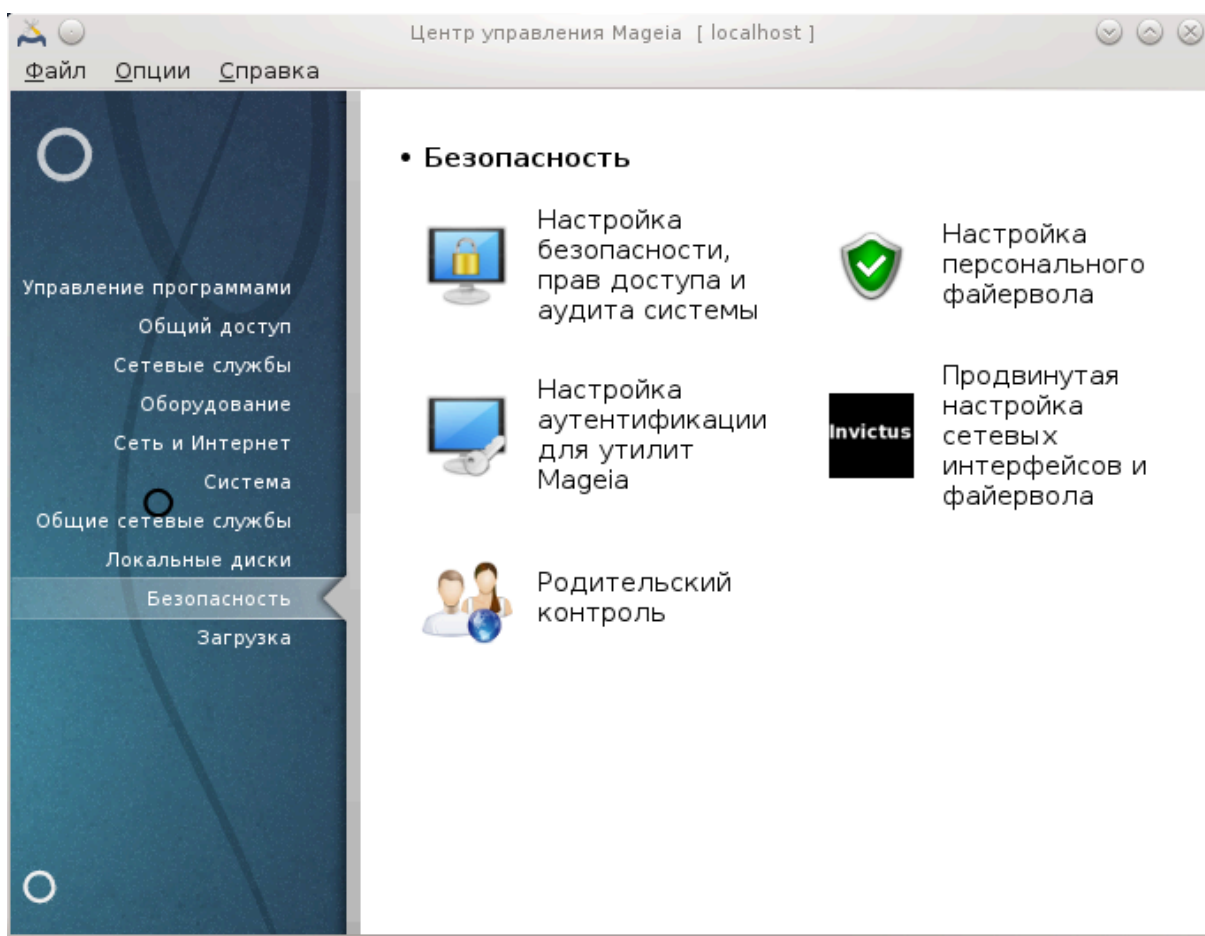 Центр управления Mageia [ localhost ]
Файл Опции Справка
Управление программами
Общий доступ
Сетевые службы
Оборудование
Сеть и Интернет
Система
Общие сетевые службы
Локальные диски
Безопасность
Загрузка
• Безопасность
Настройка
безопасности,
прав доступа и
аудита системы
Настройка
персонального
файервола
Настройка
аутентификации
для утилит
Mageia
Invictus
Продвинутая
настройка
сетевых
интерфейсов и
файервола
Родительский
контроль